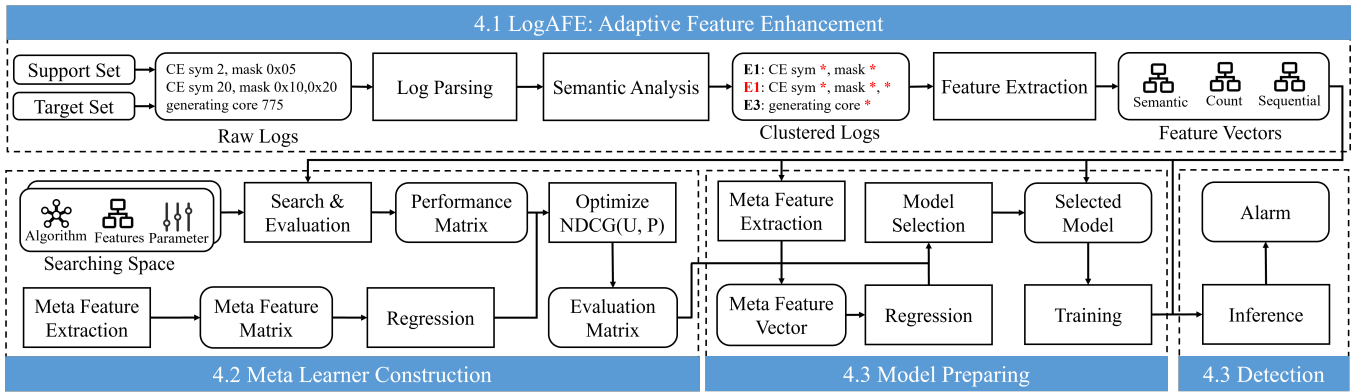 4.1 LogAFE: Adaptive Feature Enhancement
Support Set
Target Set
CE sym 2, mask 0x05
CE sym 20, mask 0x10,0x20
generating core 775
Raw Logs
Log Parsing
Semantic Analysis
E1: CE sym *, mask *
E1: CE sym *, mask *, *
E3: generating core *
Clustered Logs
Feature Extraction
Semantic
Count
Sequential
Feature Vectors
Algorithm
Features
Parameter
Searching Space
Search &
Evaluation
Performance
Matrix
Optimize
NDCG(U, P)
Meta Feature
Extraction
Meta Feature
Matrix
Regression
Evaluation
Matrix
4.2 Meta Learner Construction
Meta Feature
Extraction
Model
Selection
Selected
Model
Meta Feature
Vector
Regression
Training
4.3 Model Preparing
Alarm
Inference
4.3 Detection